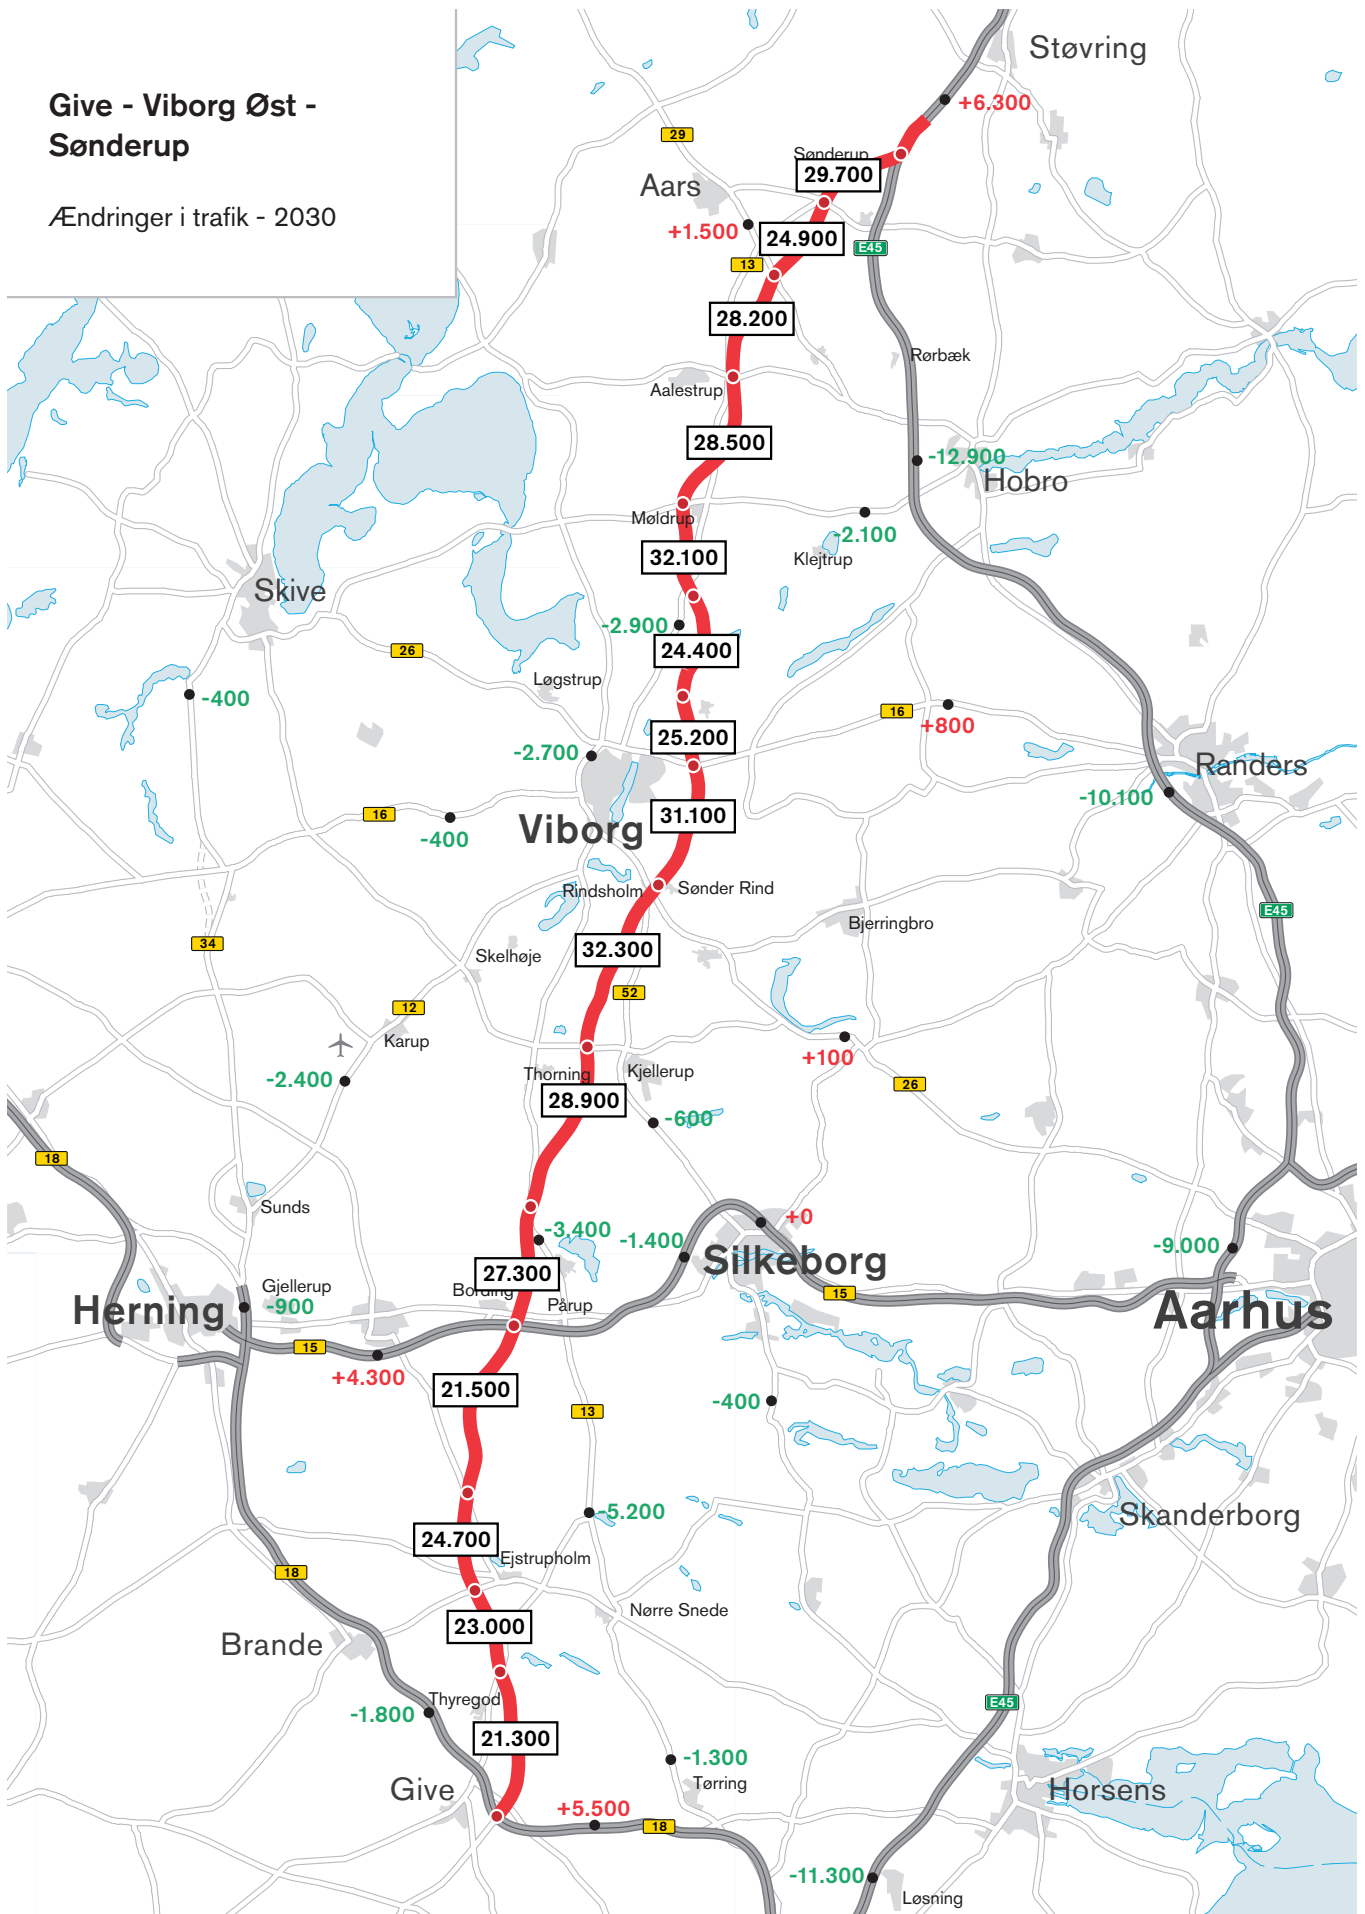 Give - Viborg Øst -
Sønderup
Ændringer i trafik - 2030
Støvring
+6.300
29
Sønderup
29.700
Aars
+1.500
24.900
E45
13
28.200
Rørbæk
Aalestrup
28.500
-12.900
Hobro
Møldrup
-2.100
32.100
Klejtrup
Skive
-2.900
24.400
26
Løgstrup
-400
16
+800
25.200
-2.700
Randers
-10.100
16
31.100
Viborg
-400
Rindsholm
Sønder Rind
E45
Bjerringbro
34
32.300
Skelhøje
52
12
Karup
+100
-2.400
Thorning
Kjellerup
26
28.900
-600
18
Sunds
+0
-3.400
-1.400
-9.000
Silkeborg
27.300
Gjellerup
Bording
15
-900
Pårup
Herning
Aarhus
15
+4.300
21.500
-400
13
-5.200
Skanderborg
24.700
Ejstrupholm
18
Nørre Snede
23.000
Brande
Thyregod
E45
-1.800
21.300
-1.300
Tørring
Give
Horsens
+5.500
18
-11.300
Løsning